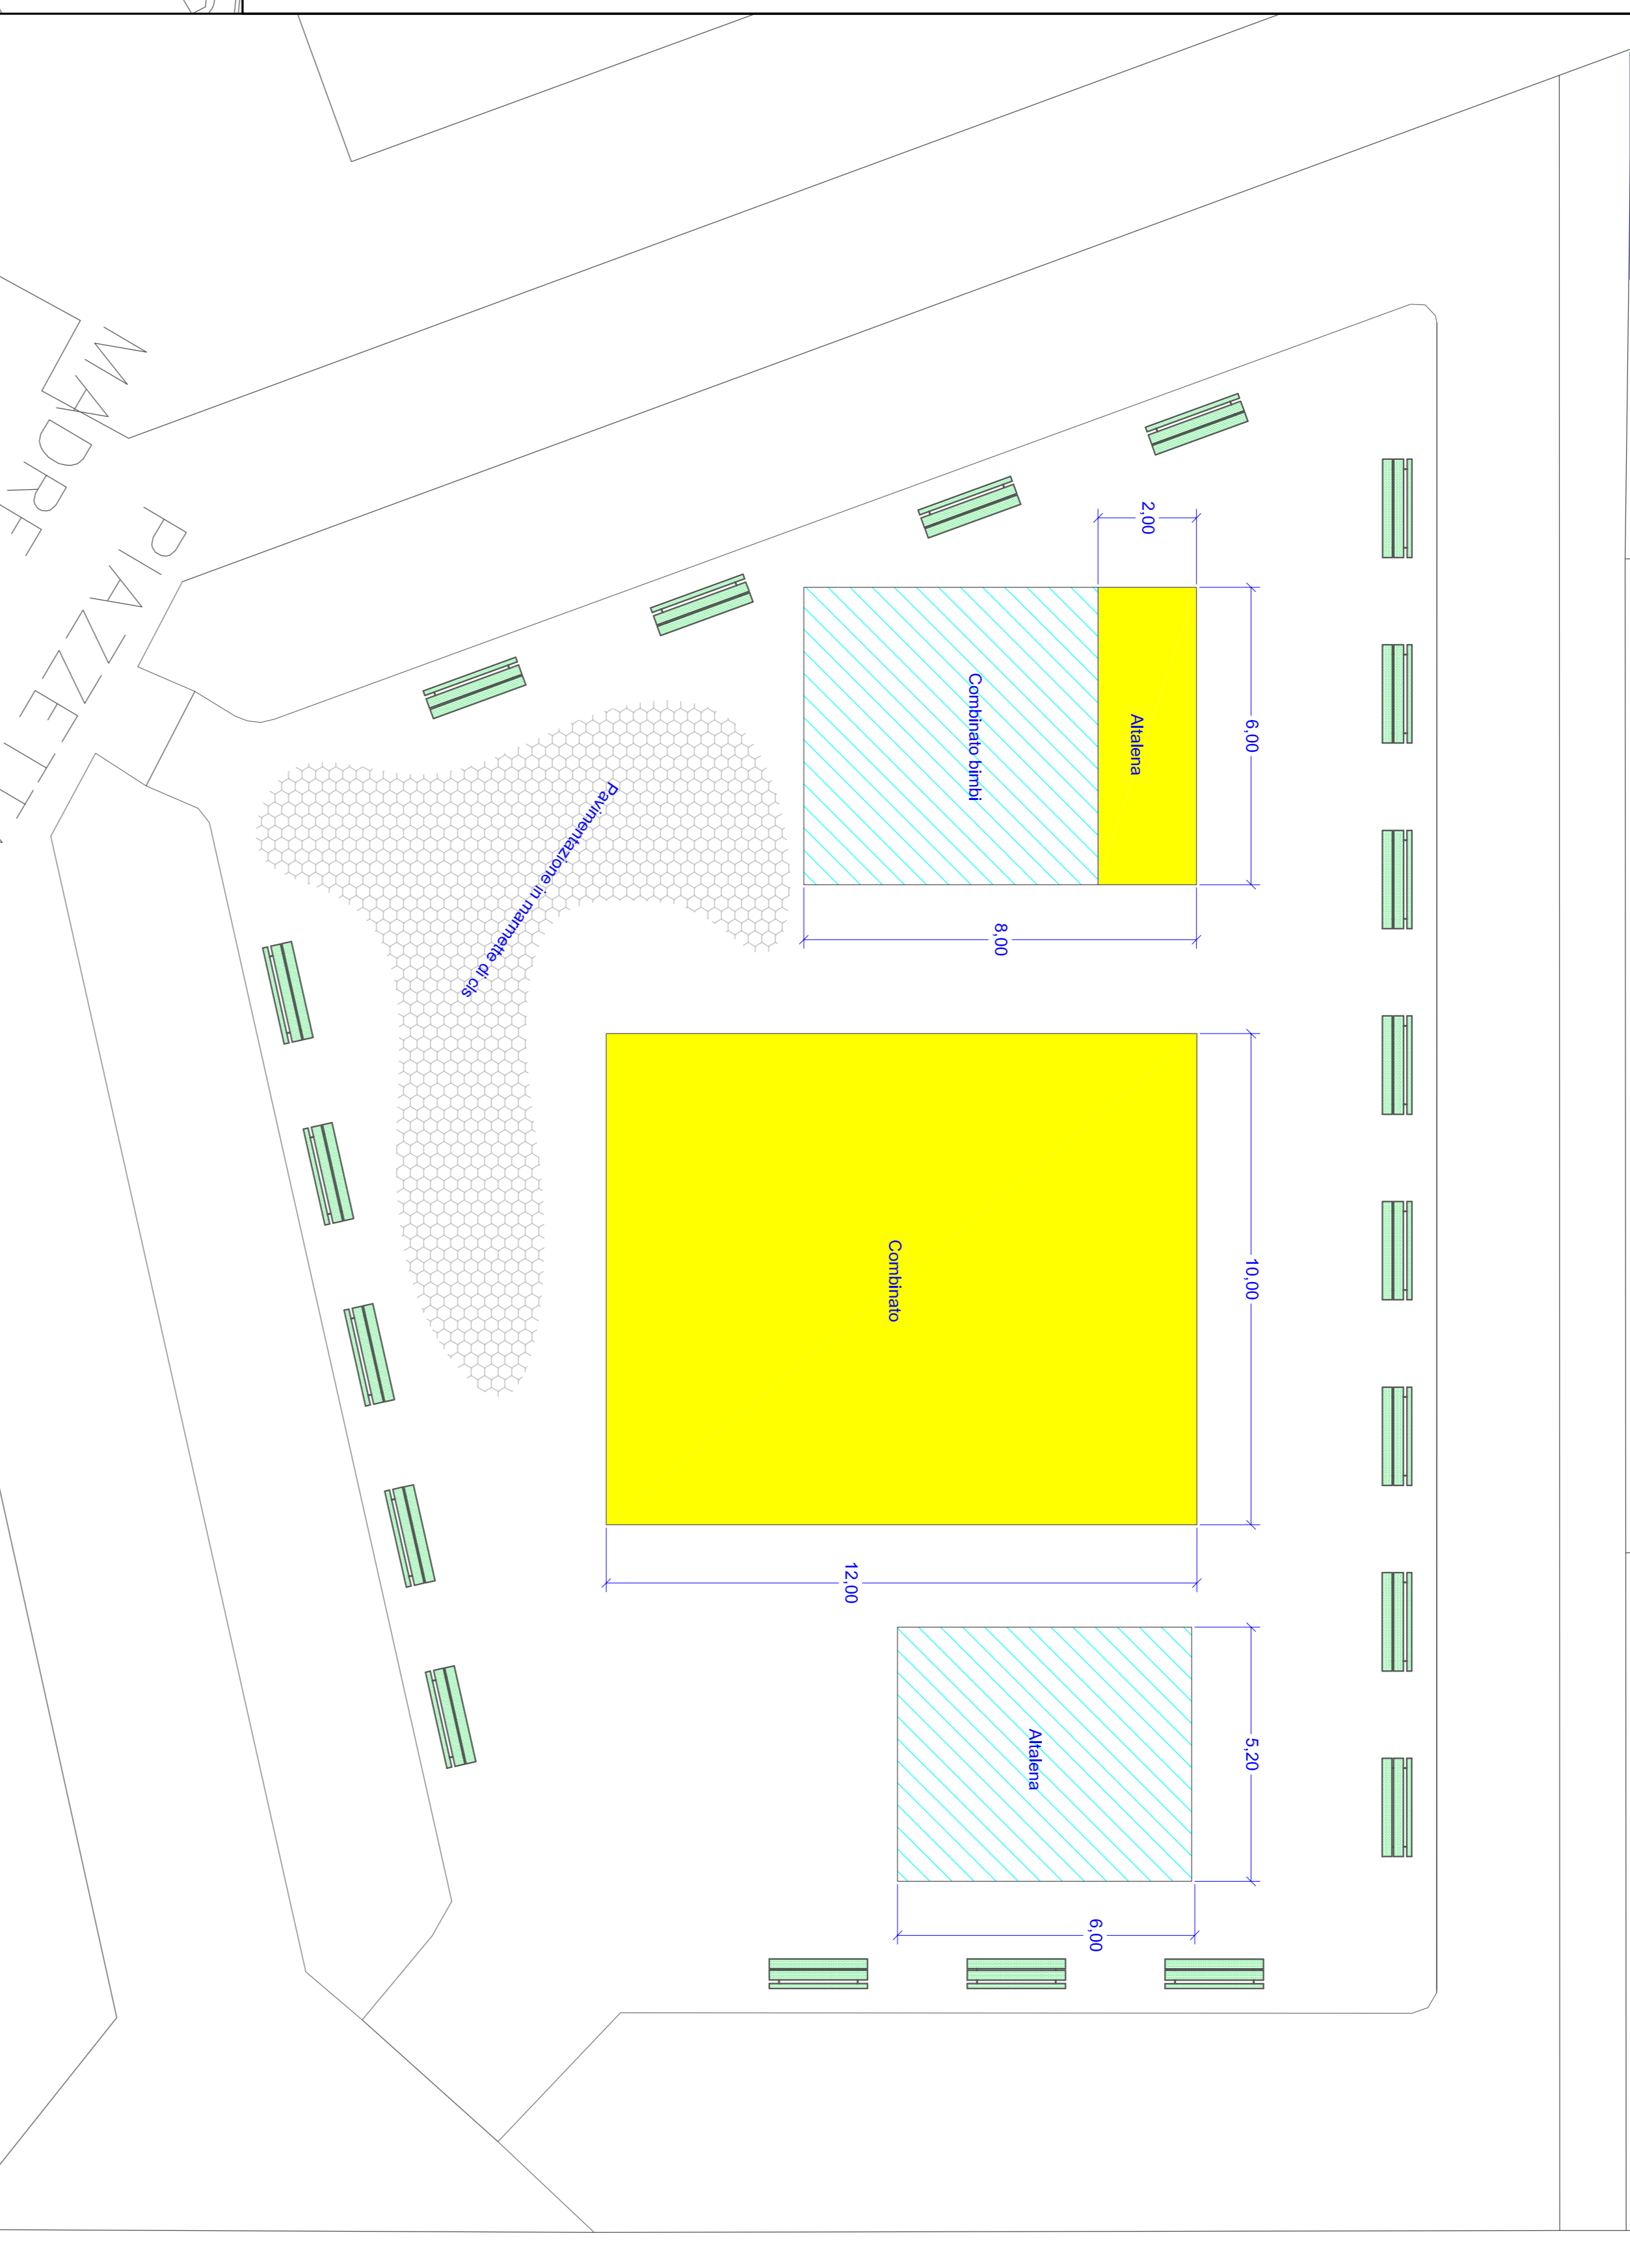 MADRE
PIAZZETT
2,00
6,00
Altalena
Combinato bimbi
8,00
Pavimentazione in marmette di cls
10,00
Combinato
12,00
5,20
Altalena
6,00